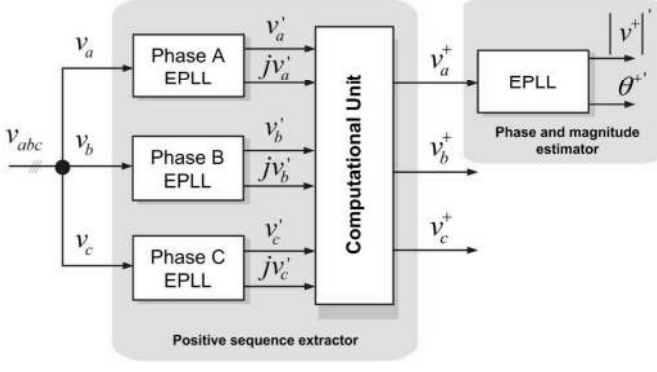 v_a
Phase A
EPLL
v_a'
jv_a'
v_abc
v_b
Phase B
EPLL
v_b'
jv_b'
v_c
Phase C
EPLL
v_c'
jv_c'
Computational Unit
Positive sequence extractor
v_a^+
v_b^+
v_c^+
EPLL
|v^+|'
θ^+'
Phase and magnitude
estimator